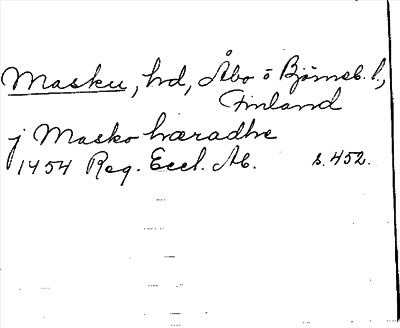 Masku, hd, Åbo o Björneb. l.,
Finland
j Masko hæradhe
1454 Reg. Eccl. Ab. s. 452.